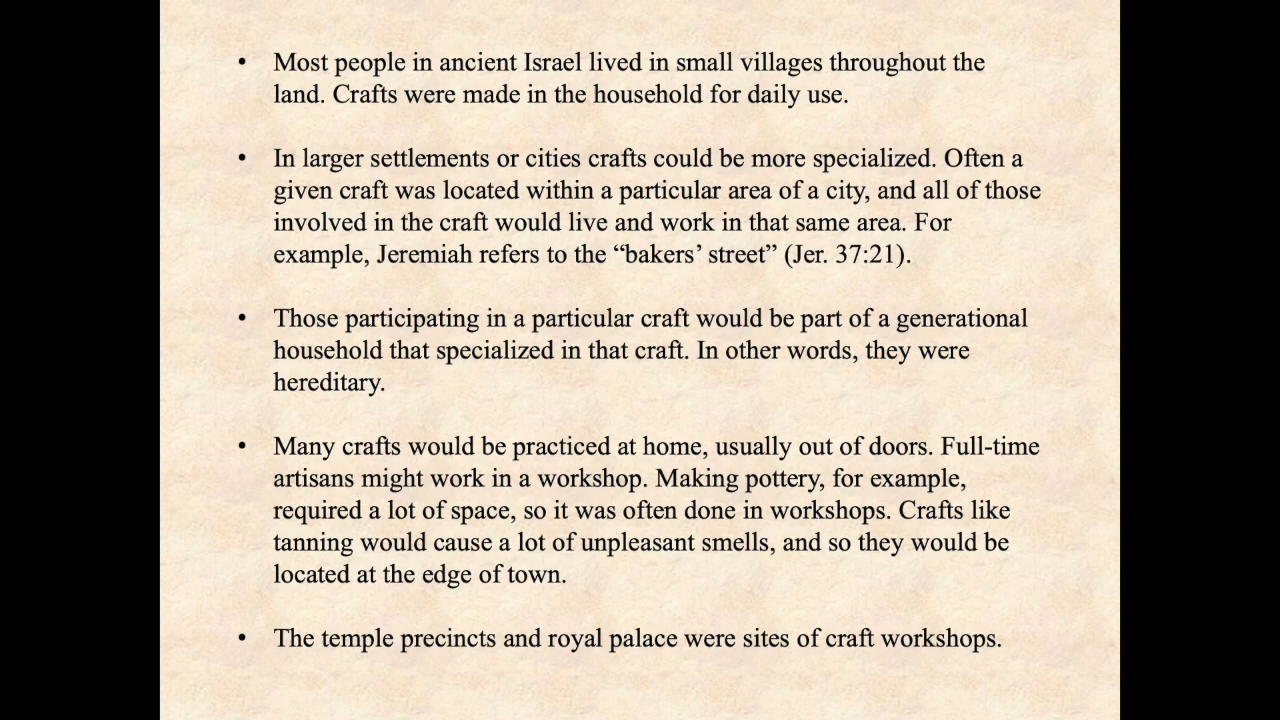 • Most people in ancient Israel lived in small villages throughout the
land. Crafts were made in the household for daily use.
• In larger settlements or cities crafts could be more specialized. Often a
given craft was located within a particular area of a city, and all of those
involved in the craft would live and work in that same area. For
example, Jeremiah refers to the “bakers’ street” (Jer. 37:21).
• Those participating in a particular craft would be part of a generational
household that specialized in that craft. In other words, they were
hereditary.
• Many crafts would be practiced at home, usually out of doors. Full-time
artisans might work in a workshop. Making pottery, for example,
required a lot of space, so it was often done in workshops. Crafts like
tanning would cause a lot of unpleasant smells, and so they would be
located at the edge of town.
• The temple precincts and royal palace were sites of craft workshops.